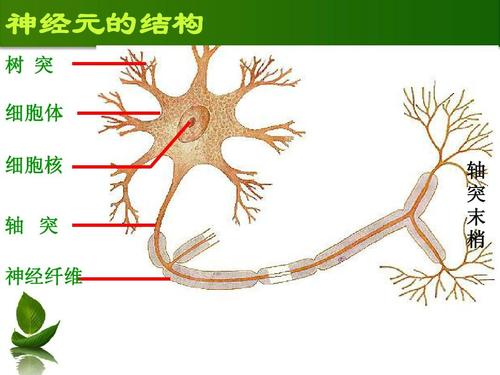 神经元的结构
树 突
细胞体
细胞核
轴 突
神经纤维
轴突末梢